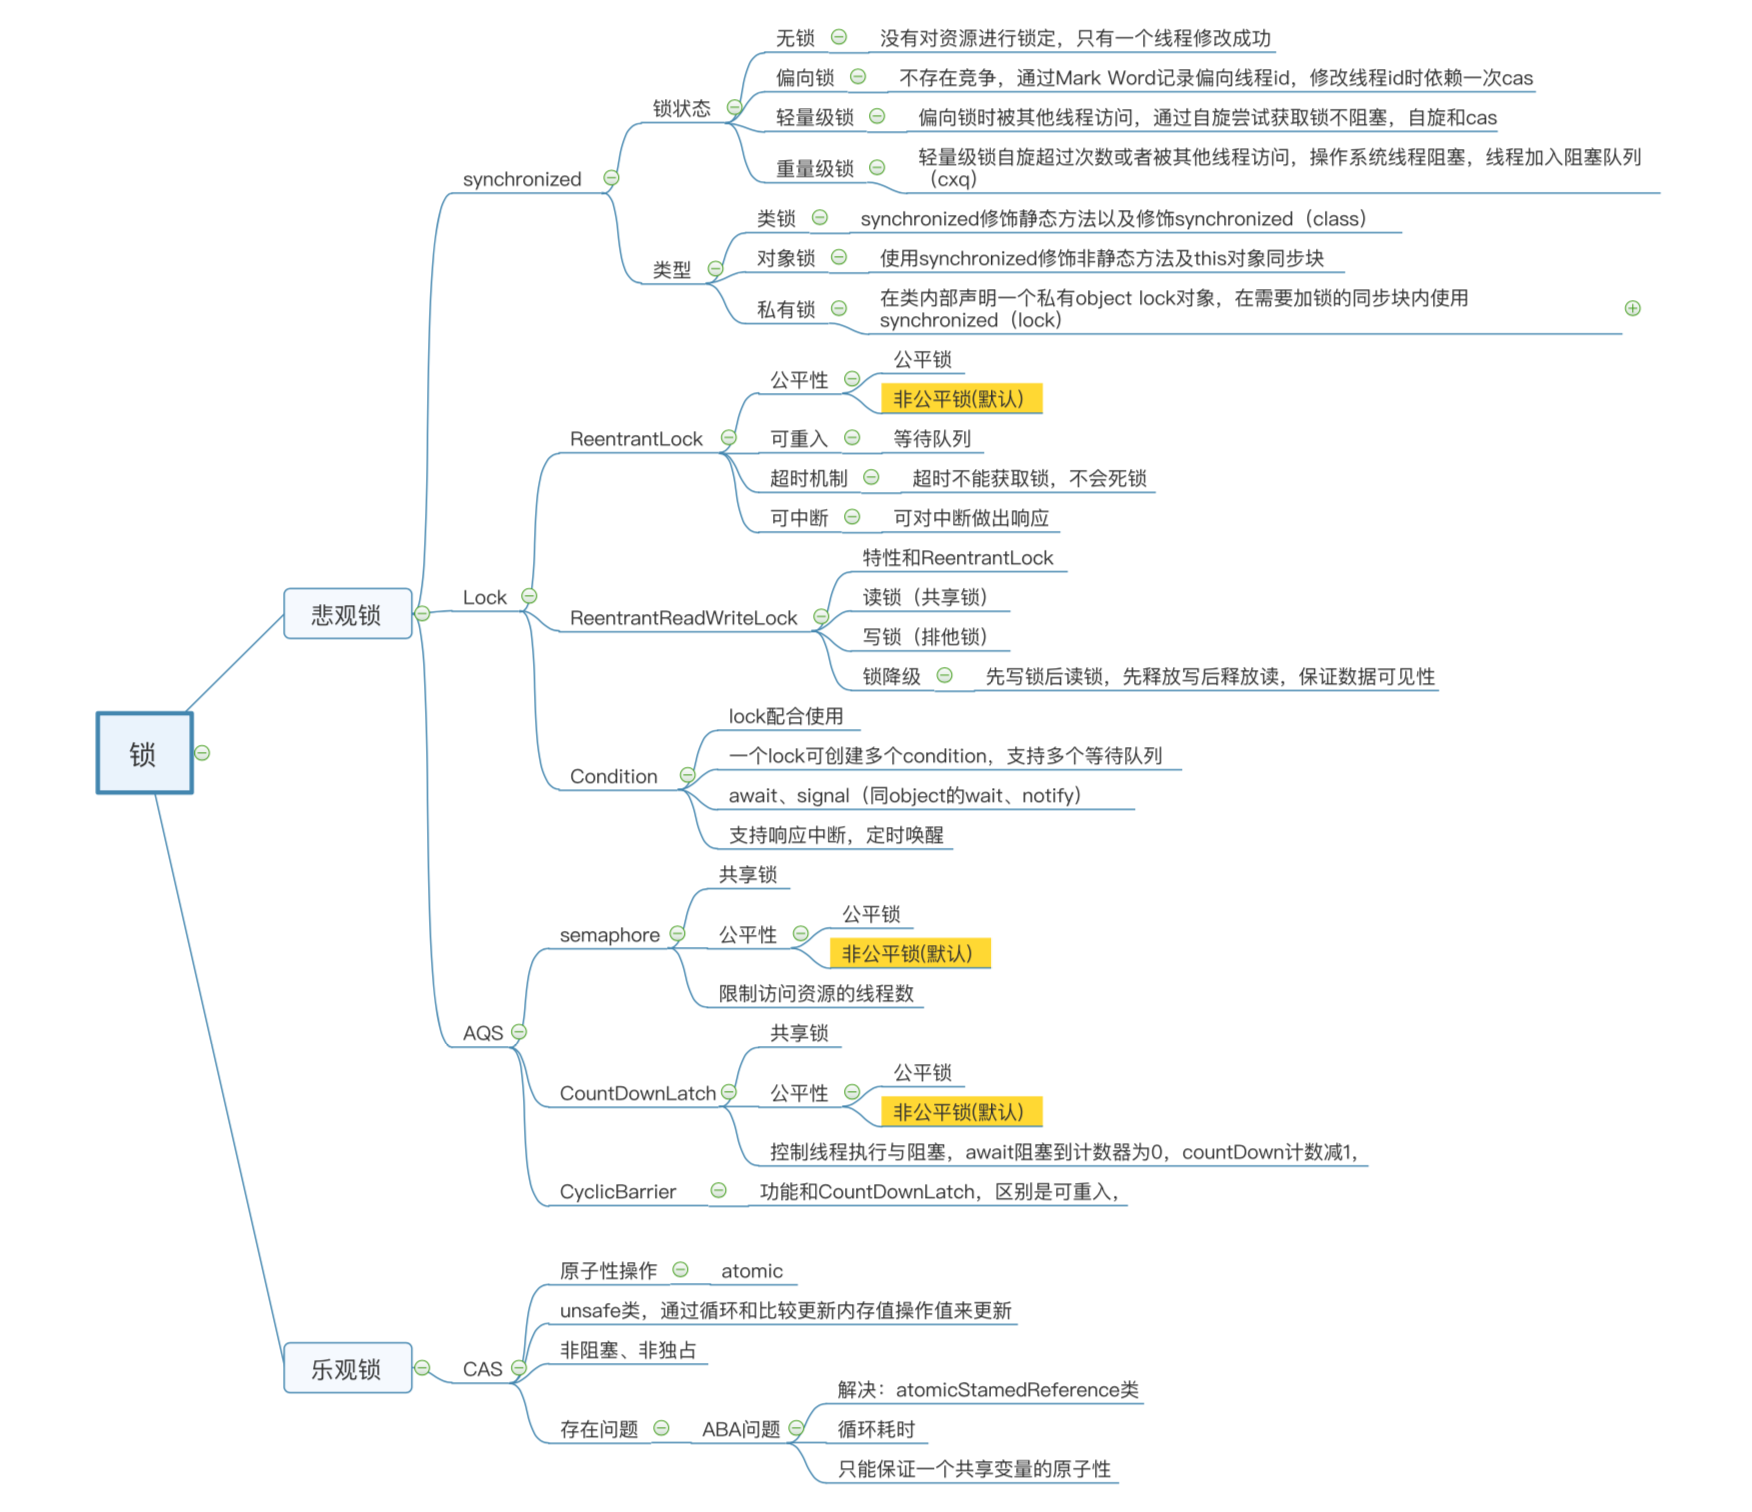 锁
悲观锁
synchronized
锁状态
无锁
没有对资源进行锁定，只有一个线程修改成功
偏向锁
不存在竞争，通过Mark Word记录偏向线程id，修改线程id时依赖一次cas
轻量级锁
偏向锁时被其他线程访问，通过自旋尝试获取锁不阻塞，自旋和cas
重量级锁
轻量级锁自旋超过次数或者被其他线程访问，操作系统线程阻塞，线程加入阻塞队列
（cxq）
类型
类锁
synchronized修饰静态方法以及修饰synchronized（class）
对象锁
使用synchronized修饰非静态方法及this对象同步块
私有锁
在类内部声明一个私有object lock对象，在需要加锁的同步块内使用
synchronized（lock）
Lock
ReentrantLock
公平性
公平锁
非公平锁(默认)
可重入
等待队列
超时机制
超时不能获取锁，不会死锁
可中断
可对中断做出响应
ReentrantReadWriteLock
特性和ReentrantLock
读锁（共享锁）
写锁（排他锁）
锁降级
先写锁后读锁，先释放写后释放读，保证数据可见性
Condition
lock配合使用
一个lock可创建多个condition，支持多个等待队列
await、signal（同object的wait、notify）
支持响应中断，定时唤醒
AQS
semaphore
共享锁
公平性
公平锁
非公平锁(默认)
限制访问资源的线程数
CountDownLatch
共享锁
公平性
公平锁
非公平锁(默认)
控制线程执行与阻塞，await阻塞到计数器为0，countDown计数减1，
CyclicBarrier
功能和CountDownLatch，区别是可重入，
乐观锁
CAS
原子性操作
atomic
unsafe类，通过循环和比较更新内存值操作值来更新
非阻塞、非独占
存在问题
ABA问题
解决：atomicStamedReference类
循环耗时
只能保证一个共享变量的原子性